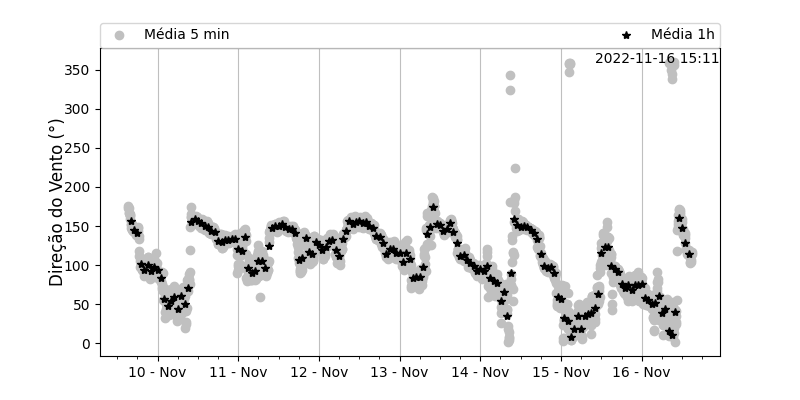 Média 5 min
Média 1h
2022-11-16 15:11
Direção do Vento (°)
350
300
250
200
150
100
50
0
10 - Nov
11 - Nov
12 - Nov
13 - Nov
14 - Nov
15 - Nov
16 - Nov